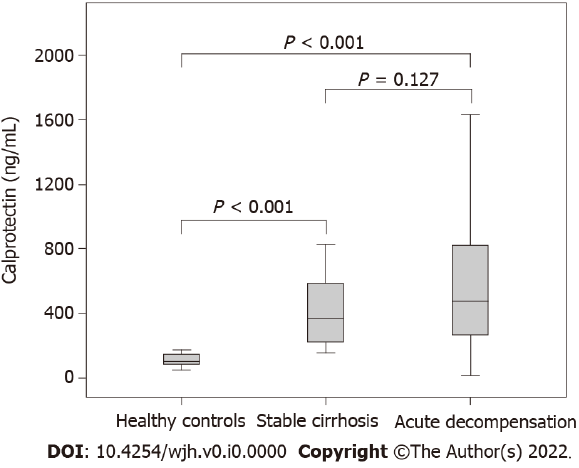 P < 0.001
P = 0.127
P < 0.001
Calprotectin (ng/mL)
2000
1600
1200
800
400
0
Healthy controls Stable cirrhosis Acute decompensation
DOI: 10.4254/wjh.v0.i0.0000 Copyright ©The Author(s) 2022.